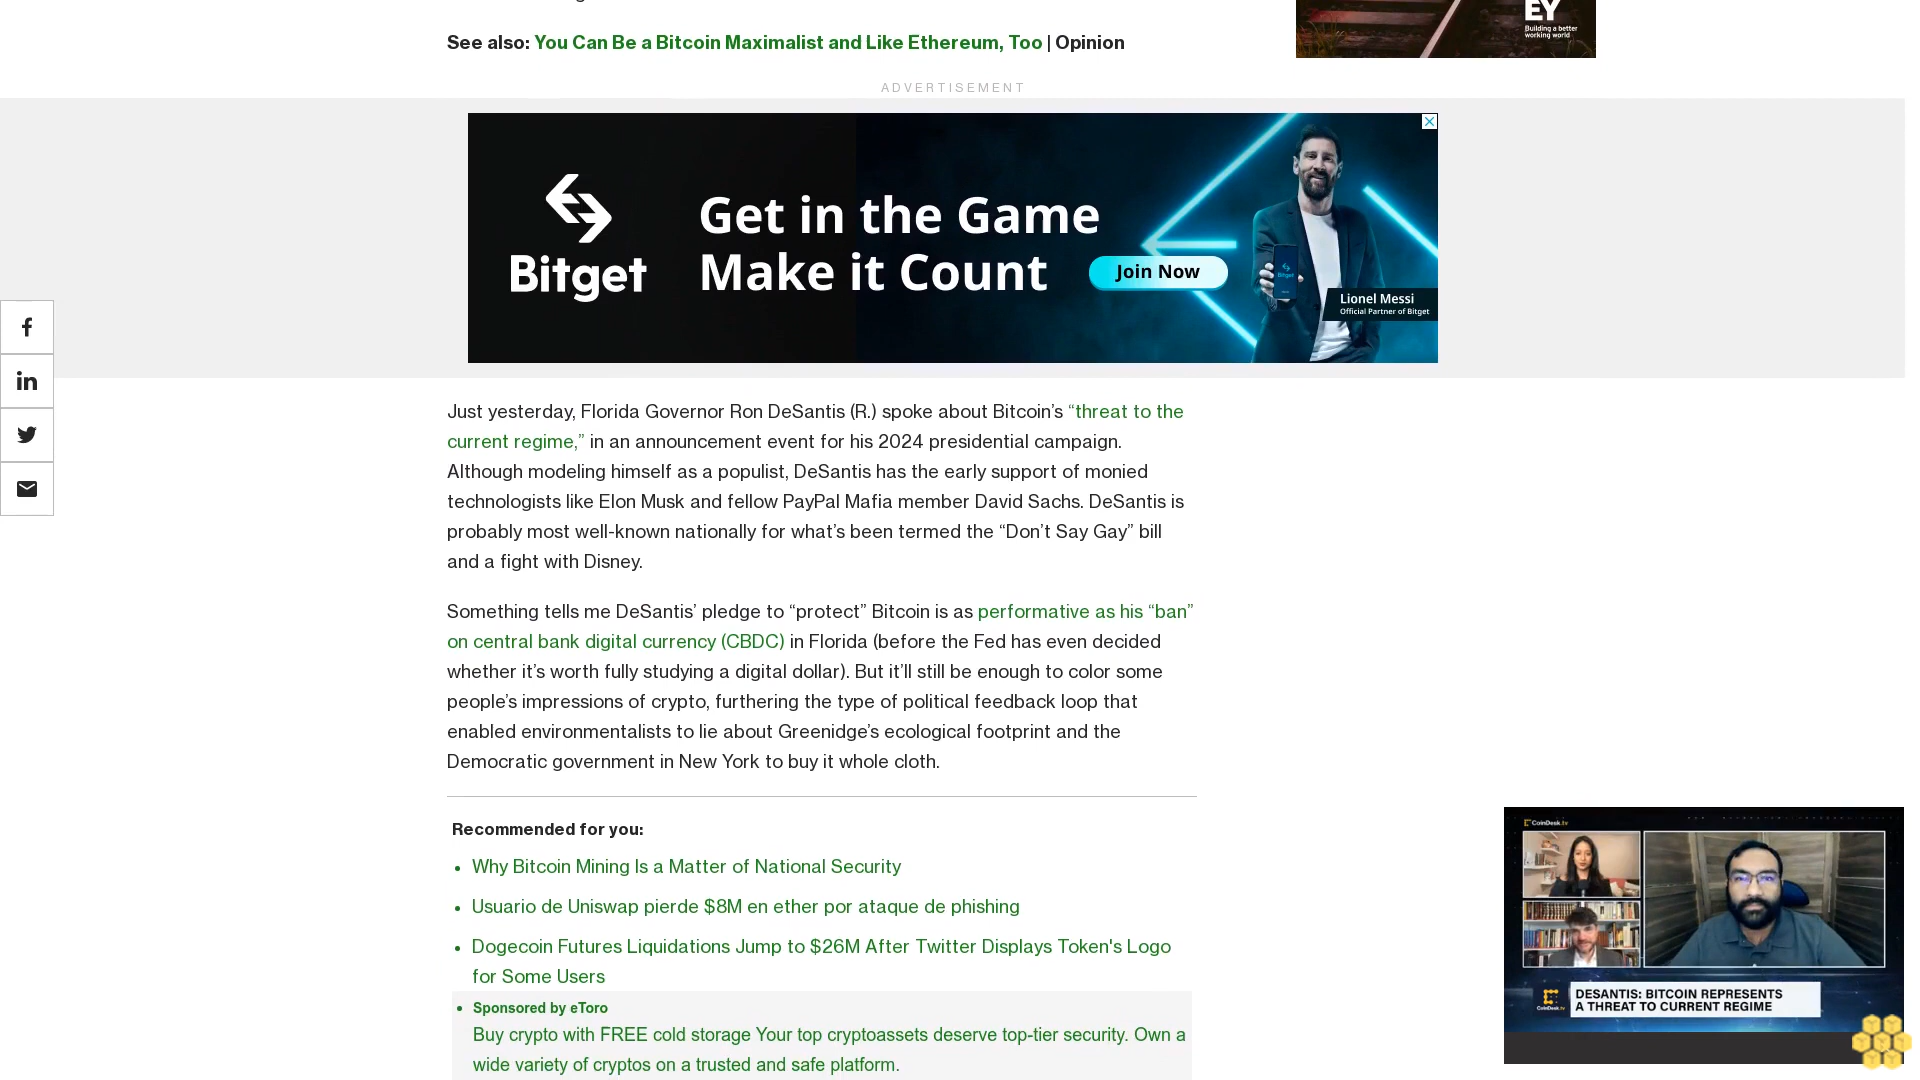 EY
Building a better
working world
See also: You Can Be a Bitcoin Maximalist and Like Ethereum, Too | Opinion
ADVERTISEMENT
Bitget
Get in the Game
Make it Count
Join Now
Bitget
Lionel Messi
Official Partner of Bitget
Just yesterday, Florida Governor Ron DeSantis (R.) spoke about Bitcoin’s “threat to the
current regime,” in an announcement event for his 2024 presidential campaign.
Although modeling himself as a populist, DeSantis has the early support of monied
technologists like Elon Musk and fellow PayPal Mafia member David Sachs. DeSantis is
probably most well-known nationally for what’s been termed the “Don’t Say Gay” bill
and a fight with Disney.
Something tells me DeSantis’ pledge to “protect” Bitcoin is as performative as his “ban”
on central bank digital currency (CBDC) in Florida (before the Fed has even decided
whether it’s worth fully studying a digital dollar). But it’ll still be enough to color some
people’s impressions of crypto, furthering the type of political feedback loop that
enabled environmentalists to lie about Greenidge’s ecological footprint and the
Democratic government in New York to buy it whole cloth.
Recommended for you:
• Why Bitcoin Mining Is a Matter of National Security
• Usuario de Uniswap pierde $8M en ether por ataque de phishing
• Dogecoin Futures Liquidations Jump to $26M After Twitter Displays Token's Logo
for Some Users
• Sponsored by eToro
Buy crypto with FREE cold storage Your top cryptoassets deserve top-tier security. Own a
wide variety of cryptos on a trusted and safe platform.
CoinDesk.tv
CoinDesk.tv
DESANTIS: BITCOIN REPRESENTS
A THREAT TO CURRENT REGIME